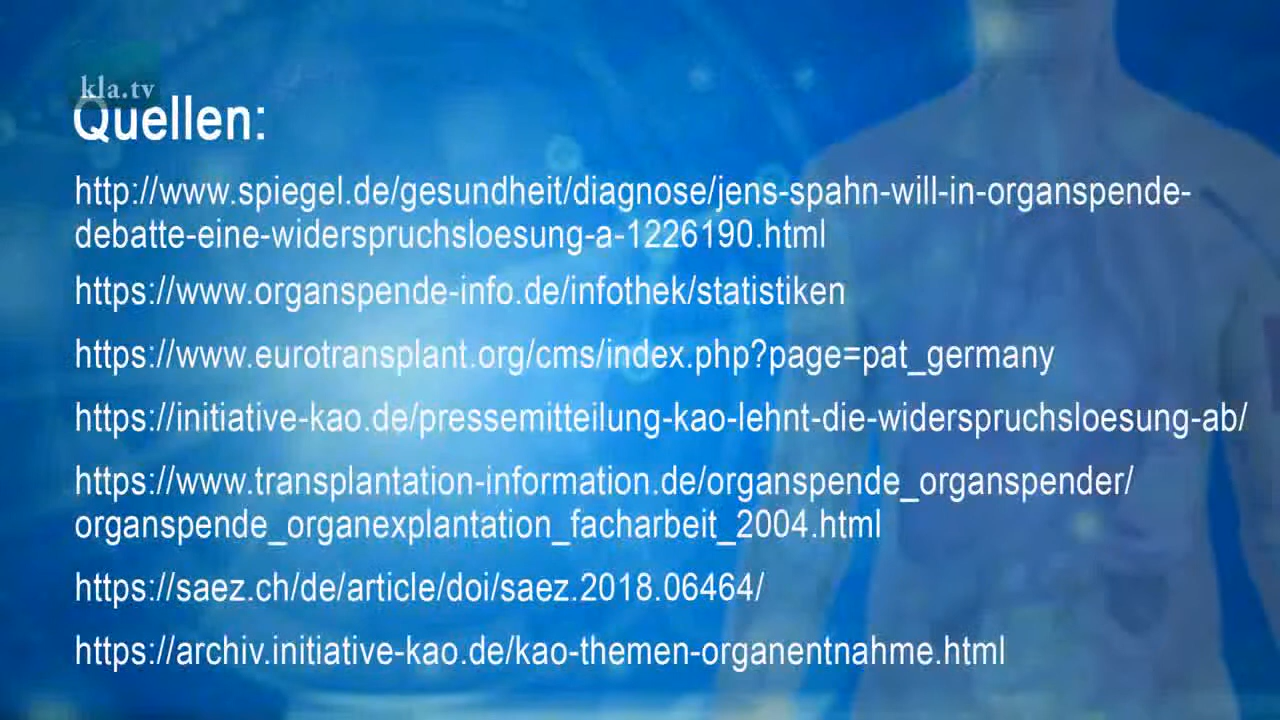 kla.tv
Quellen:
http://www.spiegel.de/gesundheit/diagnose/jens-spahn-will-in-organspende-
debatte-eine-widerspruchsloesung-a-1226190.html
https://www.organspende-info.de/infothek/statistiken
https://www.eurotransplant.org/cms/index.php?page=pat_germany
https://initiative-kao.de/pressemitteilung-kao-lehnt-die-widerspruchsloesung-ab/
https://www.transplantation-information.de/organspende_organspender/
organspende_organexplantation_facharbeit_2004.html
https://saez.ch/de/article/doi/saez.2018.06464/
https://archiv.initiative-kao.de/kao-themen-organentnahme.html